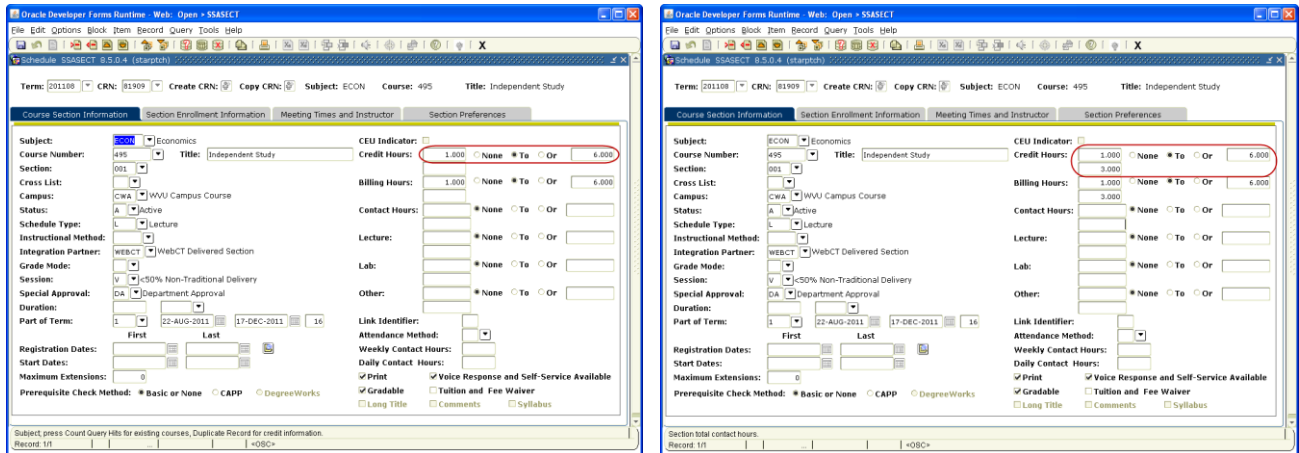 Oracle Developer Forms Runtime - Web: Open > SSASECT
File Edit Options Block Item Record Query Tools Help
Schedule SSASECT 8.5.0.4 (starptch)
Term: 201108 CRN: 81909 Create CRN: Copy CRN: Subject: ECON Course: 495 Title: Independent Study
Course Section Information Section Enrollment Information Meeting Times and Instructor Section Preferences
Subject: ECON Economics CEU Indicator:
Course Number: 495 Title: Independent Study Credit Hours: 1.000 None To Or 6.000
Section: 001
Cross List: Billing Hours: 1.000 None To Or 6.000
Campus: CWA WVU Campus Course
Status: A Active Contact Hours: None To Or
Schedule Type: L Lecture
Instructional Method: Lecture: None To Or
Integration Partner: WEBCT WebCT Delivered Section
Grade Mode: Lab: None To Or
Session: V <50% Non-Traditional Delivery
Special Approval: DA Department Approval Other: None To Or
Duration:
Part of Term: 1 22-AUG-2011 17-DEC-2011 16 Link Identifier:
First Last Attendance Method:
Registration Dates: Weekly Contact Hours:
Start Dates: Daily Contact Hours:
Maximum Extensions: 0 Print Voice Response and Self-Service Available
Prerequisite Check Method: Basic or None CAPP DegreeWorks Gradable Tuition and Fee Waiver
Long Title Comments Syllabus
Subject; press Count Query Hits for existing courses, Duplicate Record for credit information.
Record: 1/1 ... <OSC>
Oracle Developer Forms Runtime - Web: Open > SSASECT
File Edit Options Block Item Record Query Tools Help
Schedule SSASECT 8.5.0.4 (starptch)
Term: 201108 CRN: 81909 Create CRN: Copy CRN: Subject: ECON Course: 495 Title: Independent Study
Course Section Information Section Enrollment Information Meeting Times and Instructor Section Preferences
Subject: ECON Economics CEU Indicator:
Course Number: 495 Title: Independent Study Credit Hours: 1.000 None To Or 6.000
Section: 001 3.000
Cross List: Billing Hours: 1.000 None To Or 6.000
Campus: CWA WVU Campus Course 3.000
Status: A Active Contact Hours: None To Or
Schedule Type: L Lecture
Instructional Method: Lecture: None To Or
Integration Partner: WEBCT WebCT Delivered Section
Grade Mode: Lab: None To Or
Session: V <50% Non-Traditional Delivery
Special Approval: DA Department Approval Other: None To Or
Duration:
Part of Term: 1 22-AUG-2011 17-DEC-2011 16 Link Identifier:
First Last Attendance Method:
Registration Dates: Weekly Contact Hours:
Start Dates: Daily Contact Hours:
Maximum Extensions: 0 Print Voice Response and Self-Service Available
Prerequisite Check Method: Basic or None CAPP DegreeWorks Gradable Tuition and Fee Waiver
Long Title Comments Syllabus
Section total contact hours.
Record: 1/1 ... <OSC>